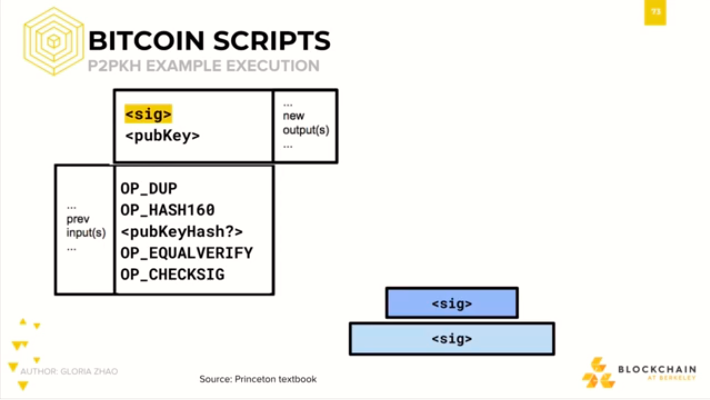 73
BITCOIN SCRIPTS
P2PKH EXAMPLE EXECUTION
<sig>
<pubKey>
...
new
output(s)
...
...
prev
input(s)
...
OP_DUP
OP_HASH160
<pubKeyHash?>
OP_EQUALVERIFY
OP_CHECKSIG
<sig>
<sig>
AUTHOR: GLORIA ZHAO
Source: Princeton textbook
BLOCKCHAIN
AT BERKELEY